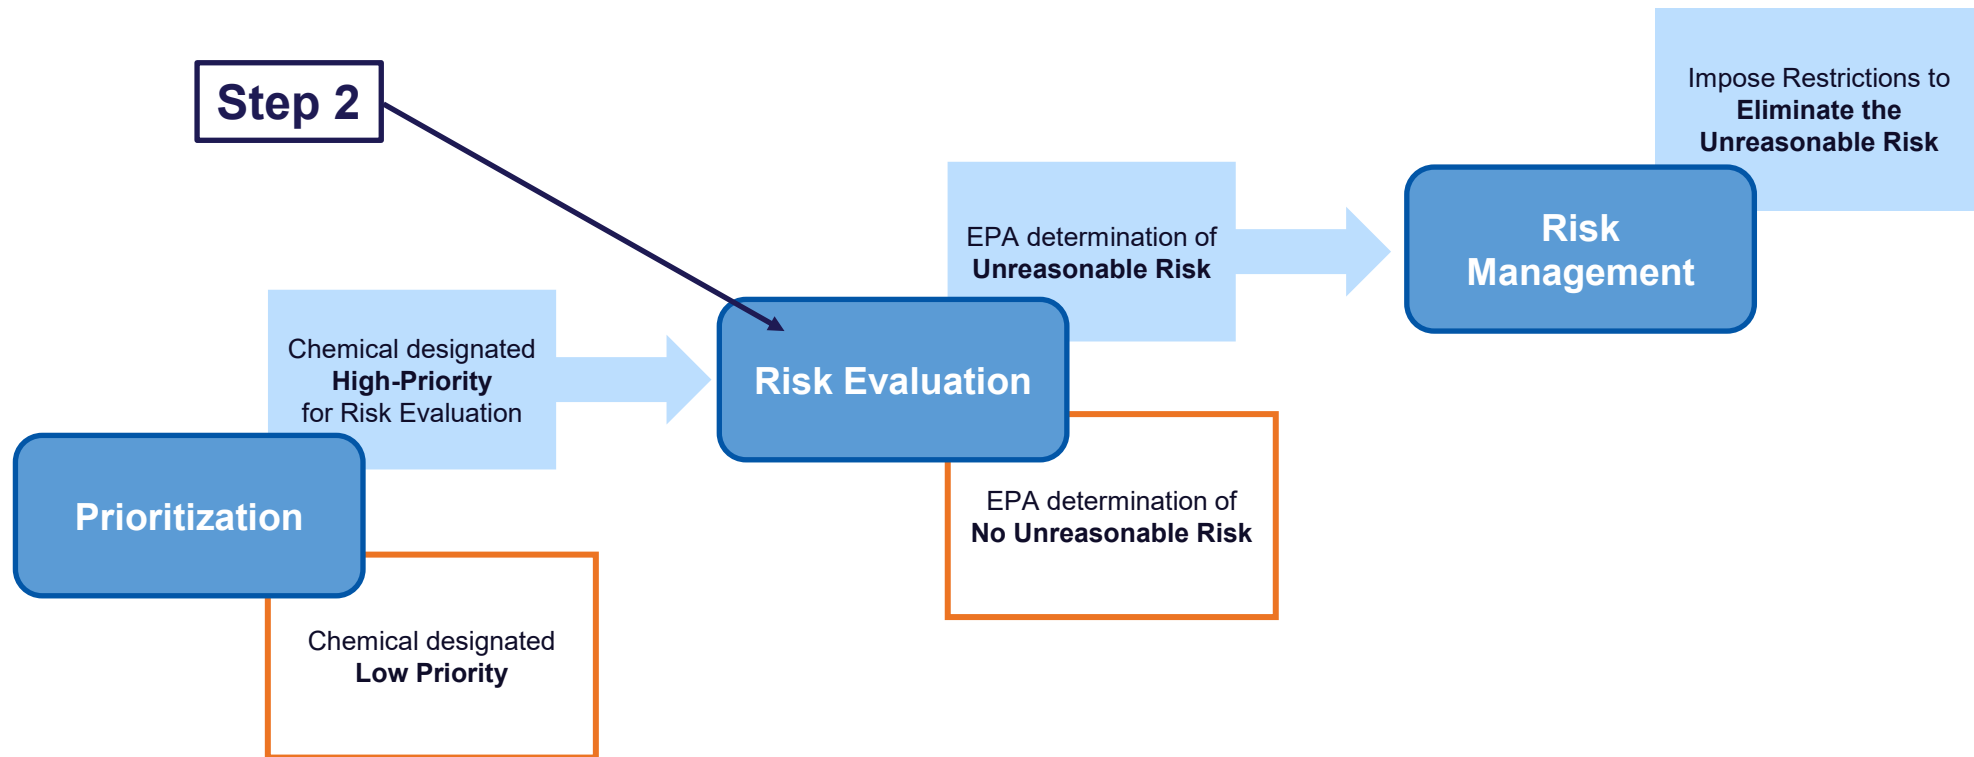 Step 2
Impose Restrictions to
Eliminate the
Unreasonable Risk
Risk
Management
EPA determination of
Unreasonable Risk
Risk Evaluation
EPA determination of
No Unreasonable Risk
Chemical designated
High-Priority
for Risk Evaluation
Prioritization
Chemical designated
Low Priority